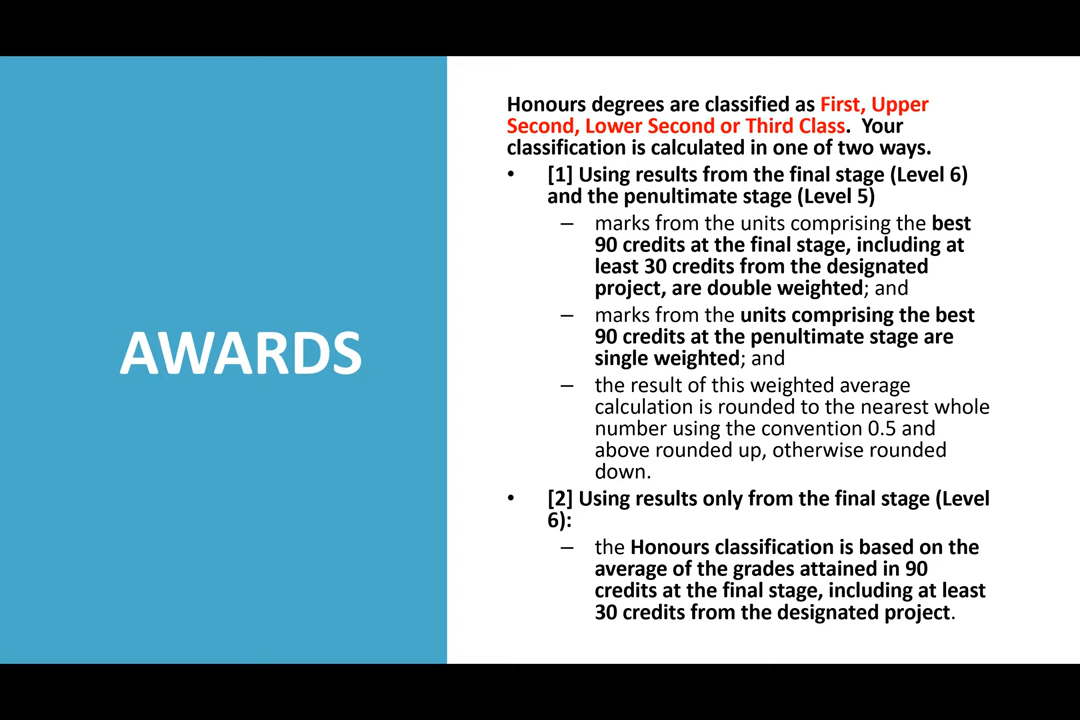 AWARDS
Honours degrees are classified as First, Upper
Second, Lower Second or Third Class. Your
classification is calculated in one of two ways.
• [1] Using results from the final stage (Level 6)
and the penultimate stage (Level 5)
– marks from the units comprising the best
90 credits at the final stage, including at
least 30 credits from the designated
project, are double weighted; and
– marks from the units comprising the best
90 credits at the penultimate stage are
single weighted; and
– the result of this weighted average
calculation is rounded to the nearest whole
number using the convention 0.5 and
above rounded up, otherwise rounded
down.
• [2] Using results only from the final stage (Level
6):
– the Honours classification is based on the
average of the grades attained in 90
credits at the final stage, including at least
30 credits from the designated project.